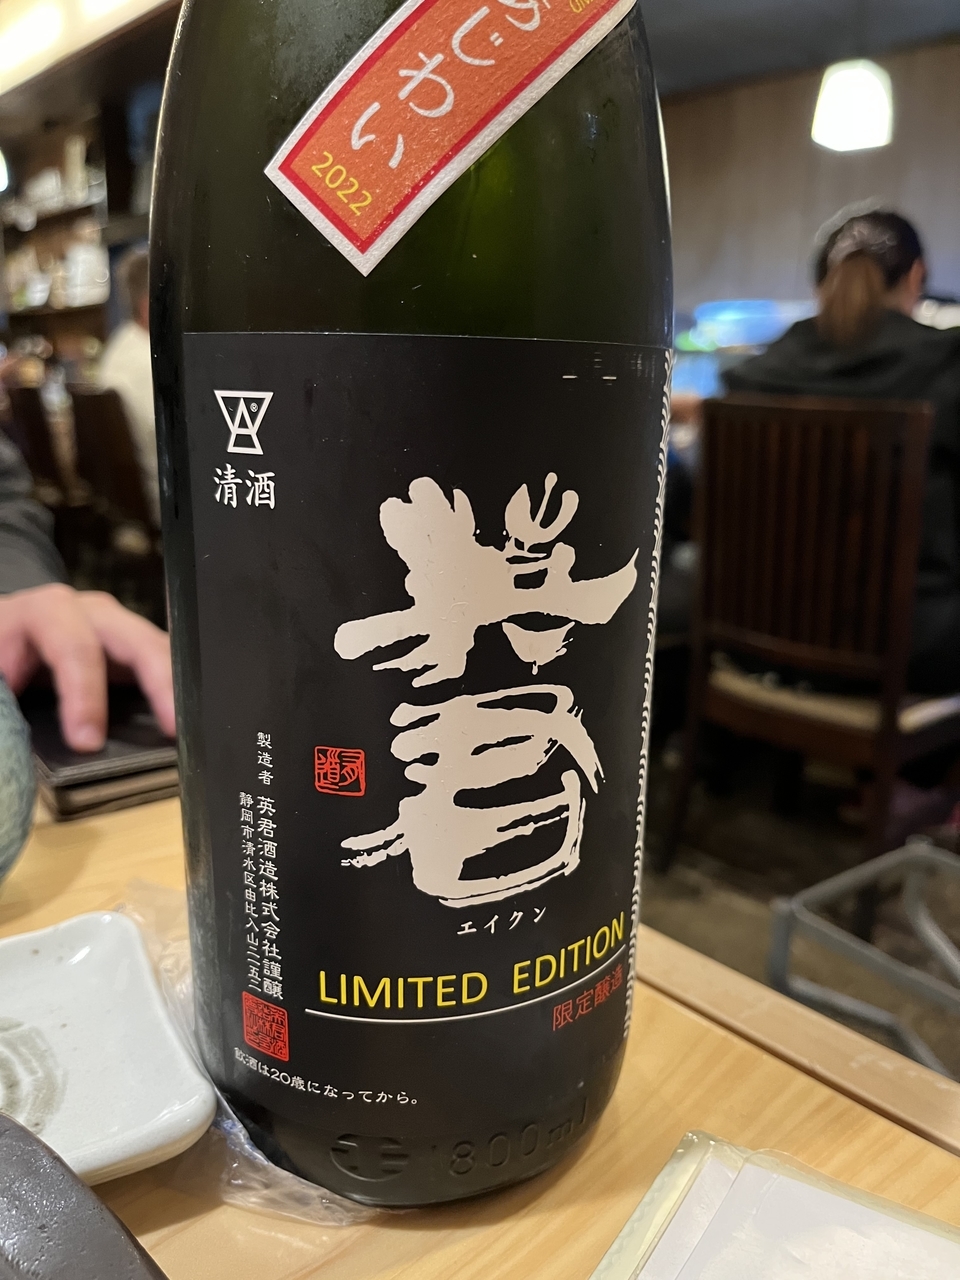 あじわい
2022
清酒
英君
エイクン
LIMITED EDITION
限定醸造
製造者 英君酒造株式会社謹醸
静岡市清水区由比入山二一五二
飲酒は20歳になってから。
1800ml